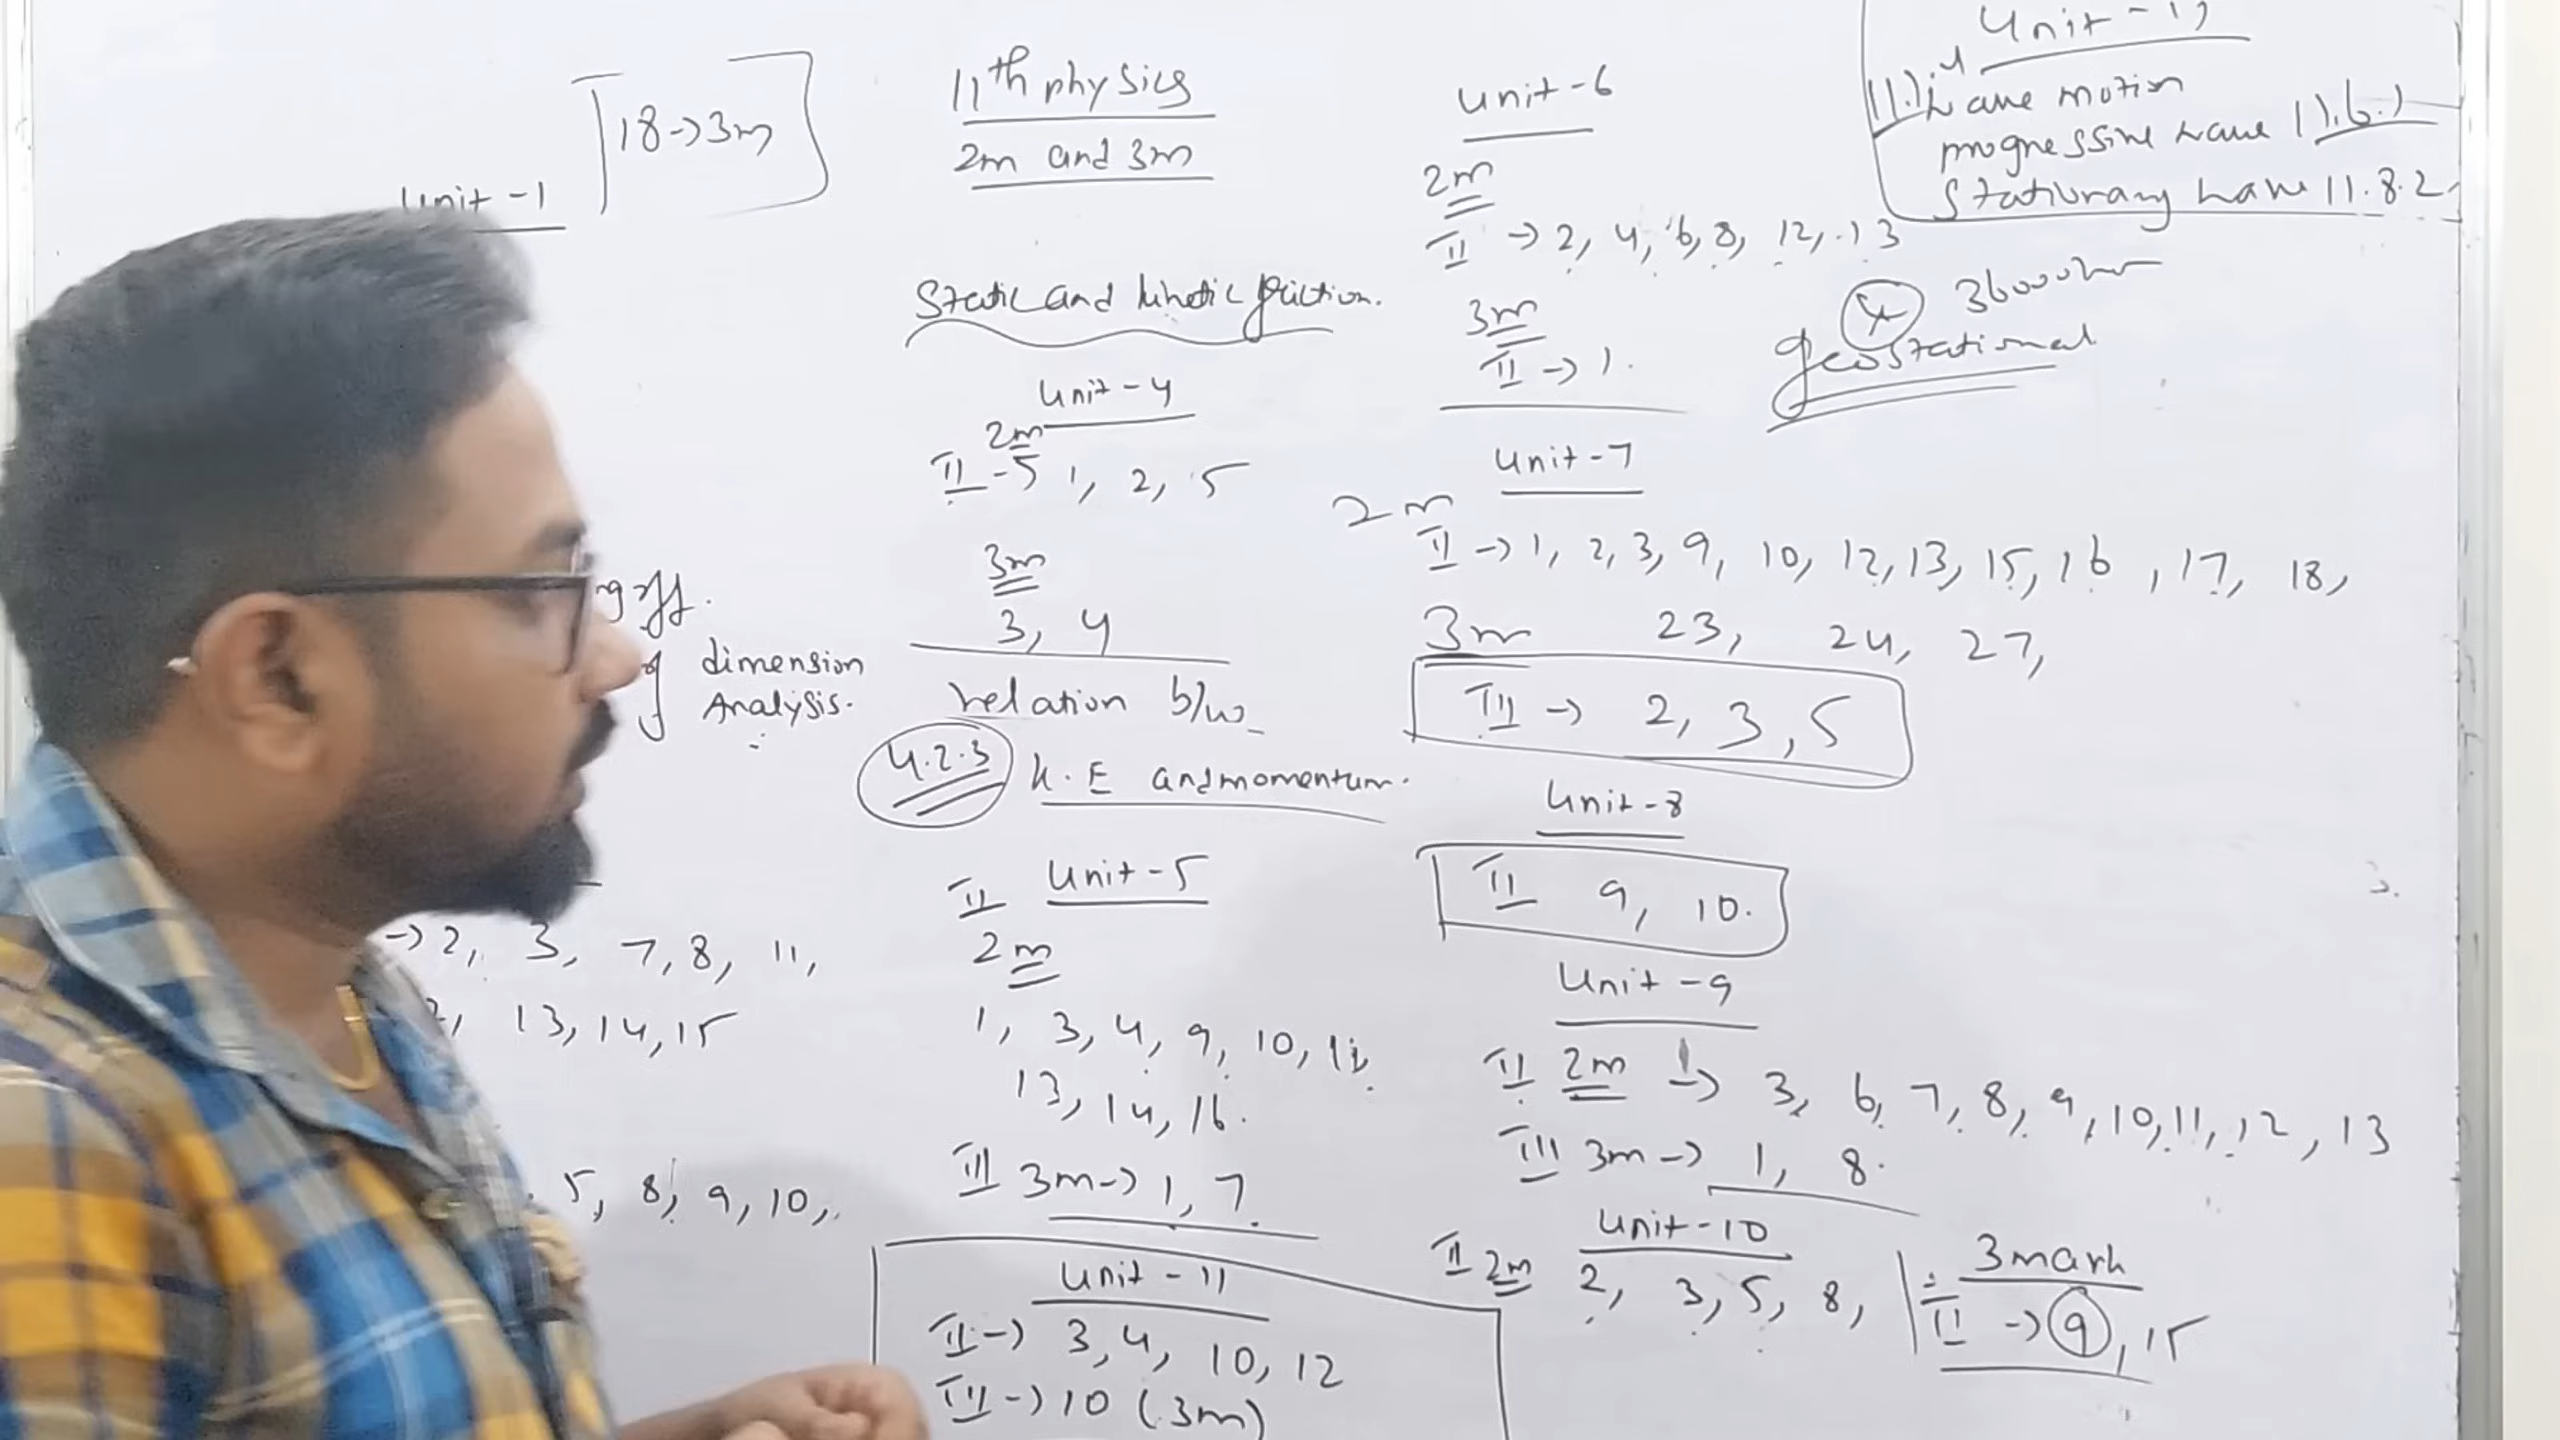 18->3m
Unit -1
g off.
g dimension
Analysis.
->2, 3, 7, 8, 11,
13, 14, 15
5, 8, 9, 10,
11th physics
2m and 3m
Static and kinetic friction.
Unit-4
2m
II -5 1, 2, 5
3m
3, 4
relation b/w
4.2.3 K.E and momentum.
II Unit-5
2m
1, 3, 4, 9, 10, 11
13, 14, 16.
III 3m-> 1, 7.
Unit - 11
II-> 3, 4, 10, 12
III-> 10 (3m)
Unit-6
2m
II -> 2, 4, 6, 8, 12, 13
3m
II -> 1.
36000km
geostational
Unit-7
2m
II -> 1, 2, 3, 9, 10, 12, 13, 15, 16, 17, 18,
23, 24, 27,
3m
III -> 2, 3, 5
Unit-8
II 9, 10.
Unit -9
II 2m -> 3, 6, 7, 8, 9, 10, 11, 12, 13
III 3m-> 1, 8.
Unit-10
II 2m 2, 3, 5, 8,
3mark
II -> 9, 15
Unit -11
11.1 Wave motion
progressive wave 11.6.1
Stationary wave 11.8.2